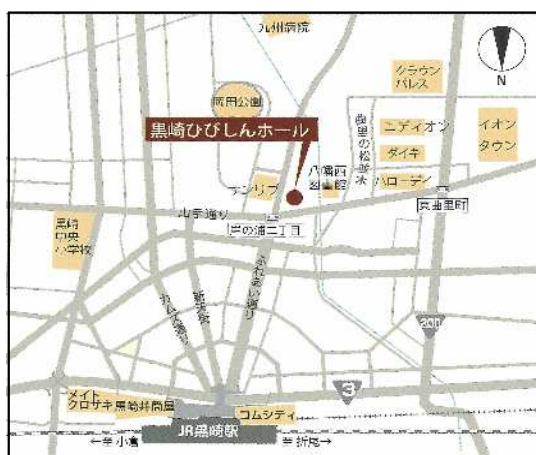 九州病院
N
クラウン
パレス
岡田公園
黒崎ひびしんホール
曲里の松並木
エディオン
イオン
タウン
ダイキ
八幡西
図書館
サンリブ
ハローデイ
東曲里町
山手通り
岸の浦二丁目
黒崎
中央
小学校
ふれあい通り
カムズ通り
200
3
メイト
クロサキ
黒崎井筒屋
コムシティ
JR黒崎駅
←至 小倉
至 折尾→